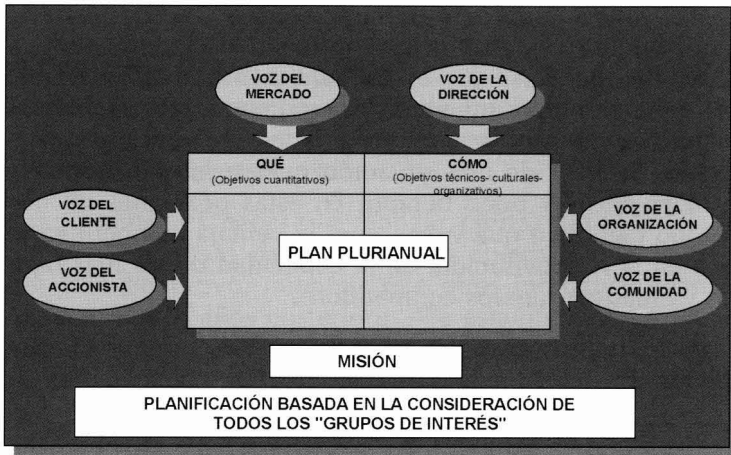 VOZ DEL
MERCADO
VOZ DE LA
DIRECCIÓN
QUÉ
(Objetivos cuantitativos)
CÓMO
(Objetivos técnicos- culturales-
organizativos)
VOZ DEL
CLIENTE
VOZ DEL
ACCIONISTA
PLAN PLURIANUAL
VOZ DE LA
ORGANIZACIÓN
VOZ DE LA
COMUNIDAD
MISIÓN
PLANIFICACIÓN BASADA EN LA CONSIDERACIÓN DE
TODOS LOS "GRUPOS DE INTERÉS"